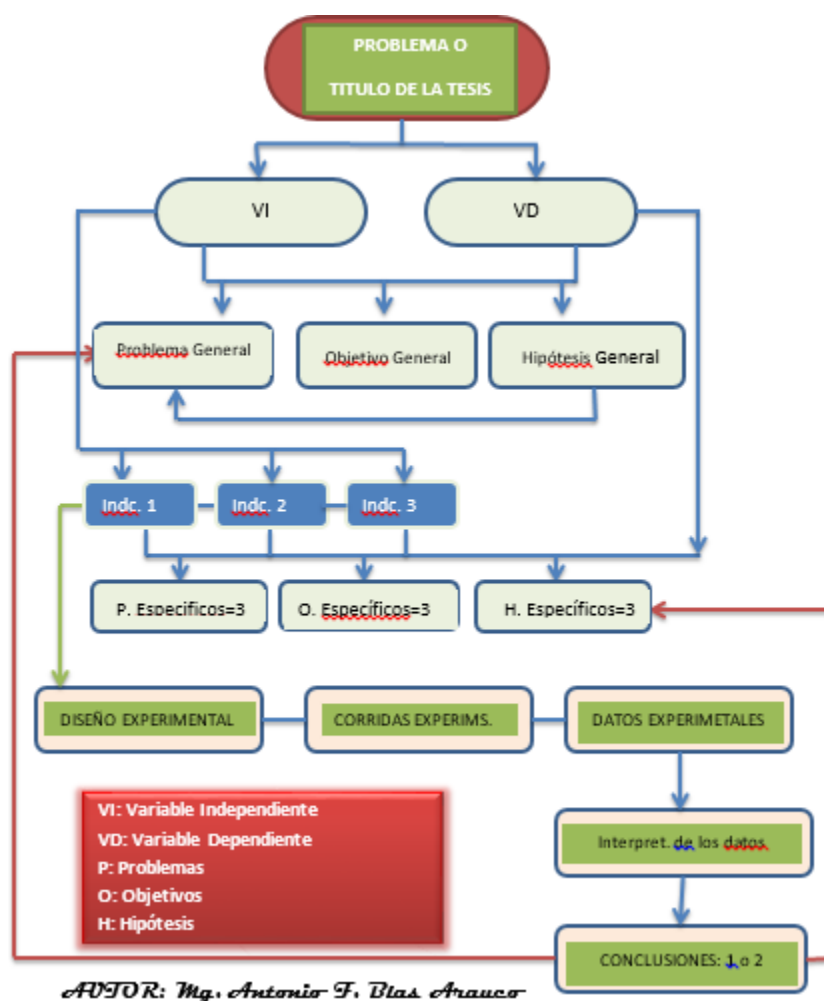 PROBLEMA O
TITULO DE LA TESIS
VI
VD
Problema General
Objetivo General
Hipótesis General
Indc. 1
Indc. 2
Indc. 3
P. Especificos=3
O. Específicos=3
H. Específicos=3
DISEÑO EXPERIMENTAL
CORRIDAS EXPERIMS.
DATOS EXPERIMETALES
VI: Variable Independiente
VD: Variable Dependiente
P: Problemas
O: Objetivos
H: Hipótesis
Interpret. de los datos
CONCLUSIONES: 1 o 2
AUTOR: Mg. Antonio F. Blas Arauco